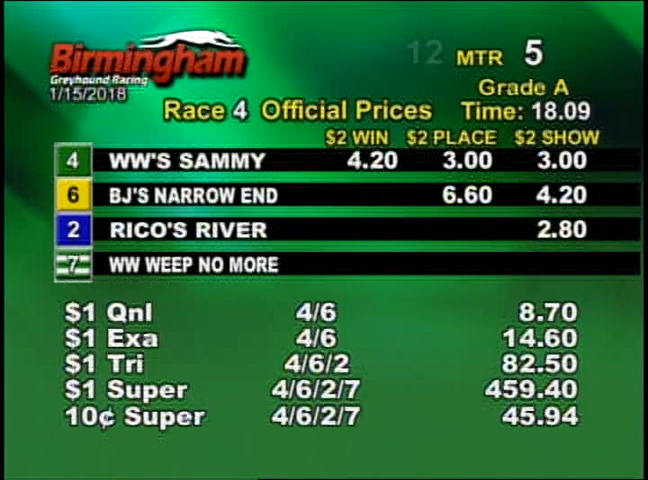 Birmingham
Greyhound Racing
1/15/2018
12 MTR 5
Grade A
Race 4 Official Prices Time: 18.09
$2 WIN $2 PLACE $2 SHOW
4 WW'S SAMMY 4.20 3.00 3.00
6 BJ'S NARROW END 6.60 4.20
2 RICO'S RIVER 2.80
7 WW WEEP NO MORE
$1 Qnl 4/6 8.70
$1 Exa 4/6 14.60
$1 Tri 4/6/2 82.50
$1 Super 4/6/2/7 459.40
10¢ Super 4/6/2/7 45.94